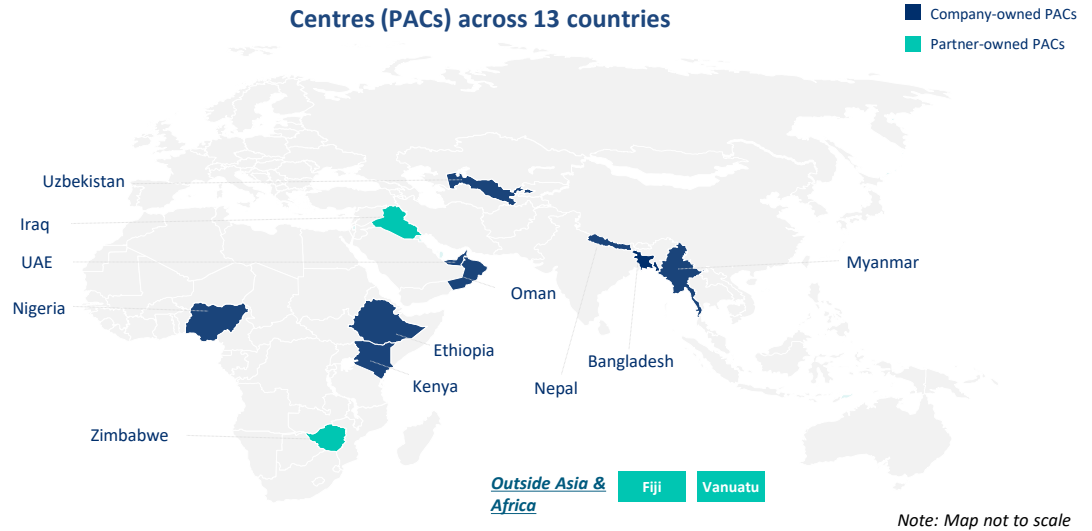 Centres (PACs) across 13 countries
Company-owned PACs
Partner-owned PACs
Uzbekistan
Iraq
UAE
Nigeria
Oman
Myanmar
Ethiopia
Bangladesh
Kenya
Nepal
Zimbabwe
Outside Asia &
Africa
Fiji
Vanuatu
Note: Map not to scale